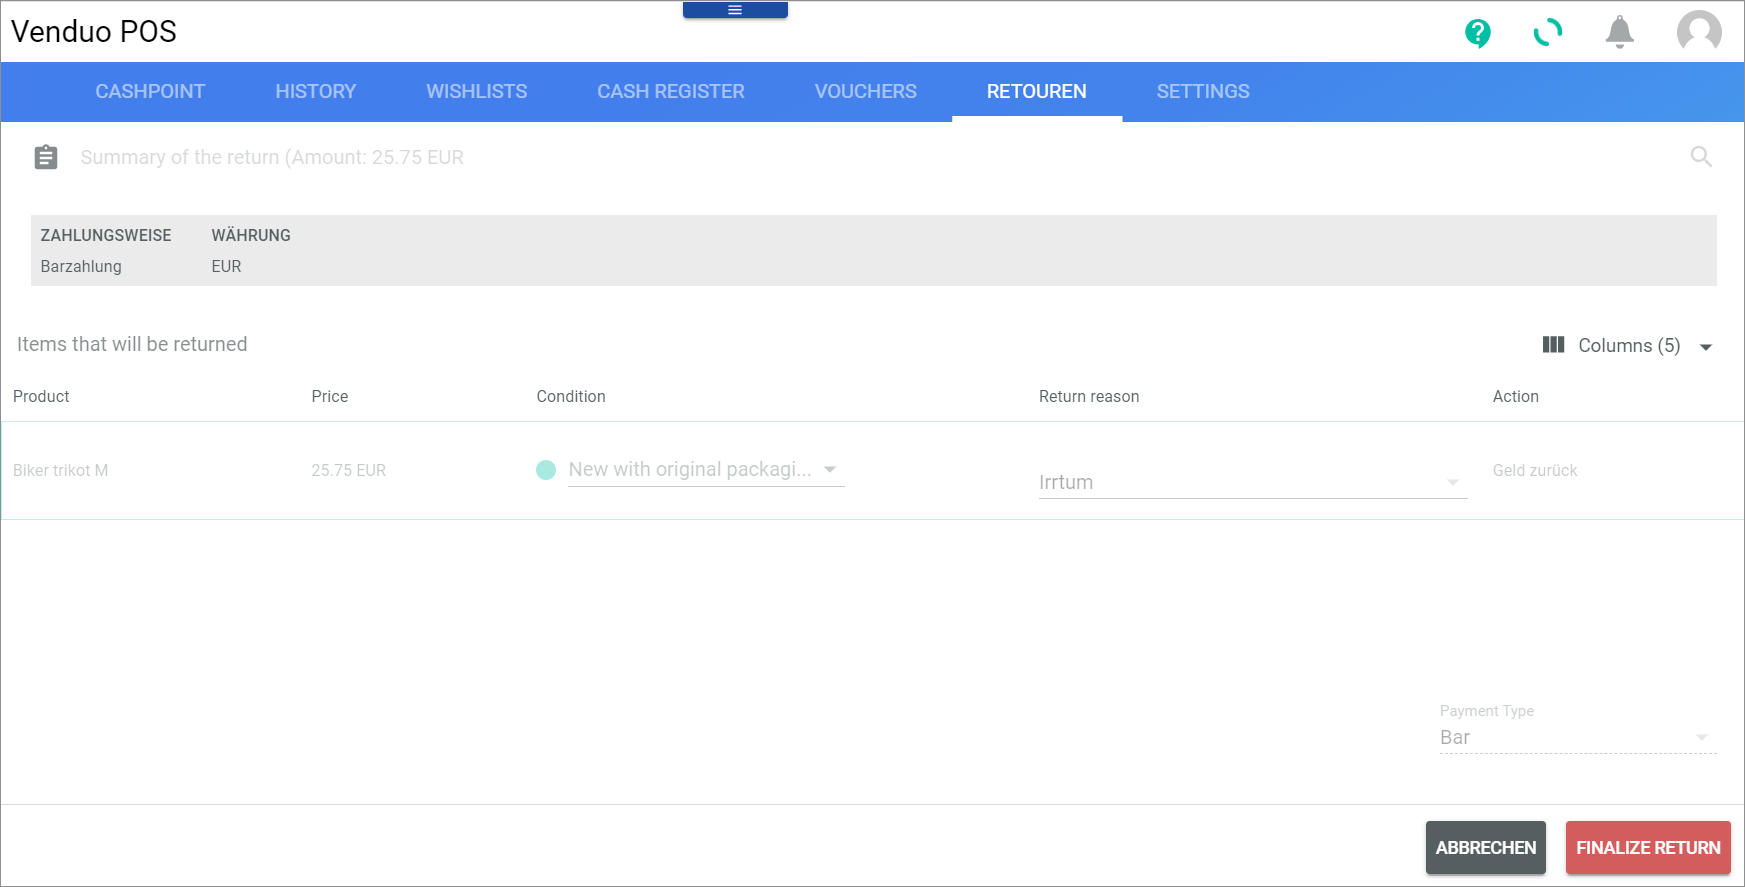 Venduo POS
CASHPOINT HISTORY WISHLISTS CASH REGISTER VOUCHERS RETOUREN SETTINGS
Summary of the return (Amount: 25.75 EUR
ZAHLUNGSWEISE WÄHRUNG
Barzahlung EUR
Items that will be returned Columns (5)
Product Price Condition Return reason Action
Biker trikot M 25.75 EUR New with original packagi... Irrtum Geld zurück
Payment Type
Bar
ABBRECHEN FINALIZE RETURN